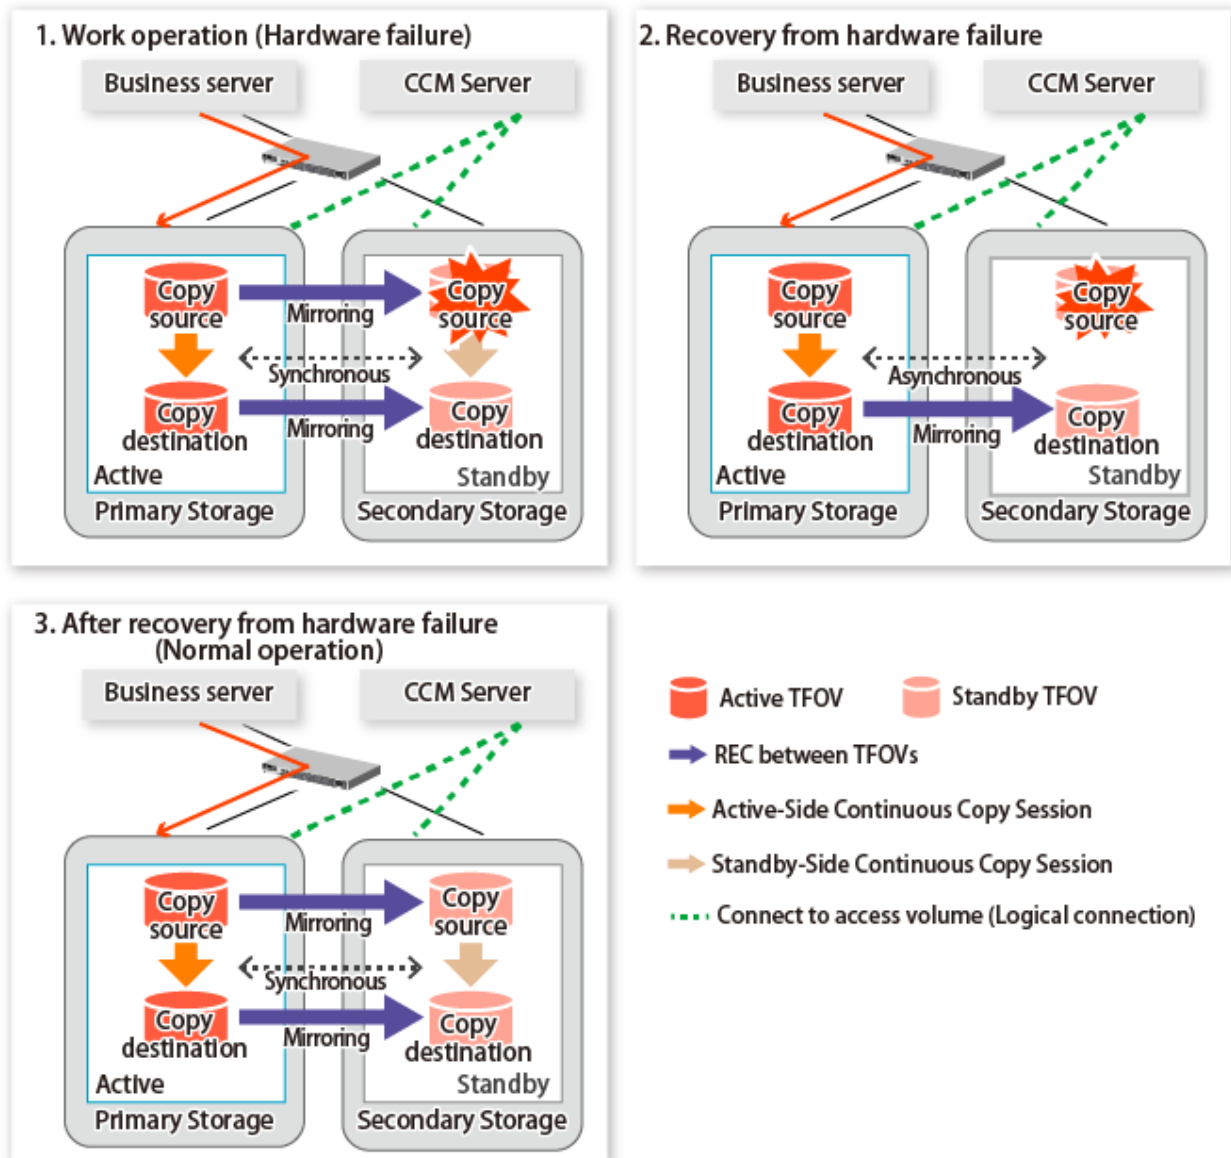 1. Work operation (Hardware failure)
Business server
CCM Server
Copy
source
Mirroring
Copy
source
Synchronous
Copy
destination
Mirroring
Copy
destination
Active
Standby
Primary Storage
Secondary Storage
2. Recovery from hardware failure
Business server
CCM Server
Copy
source
Copy
source
Asynchronous
Copy
destination
Mirroring
Copy
destination
Active
Standby
Primary Storage
Secondary Storage
3. After recovery from hardware failure
(Normal operation)
Business server
CCM Server
Copy
source
Mirroring
Copy
source
Synchronous
Copy
destination
Mirroring
Copy
destination
Active
Standby
Primary Storage
Secondary Storage
Active TFOV
Standby TFOV
REC between TFOVs
Active-Side Continuous Copy Session
Standby-Side Continuous Copy Session
Connect to access volume (Logical connection)